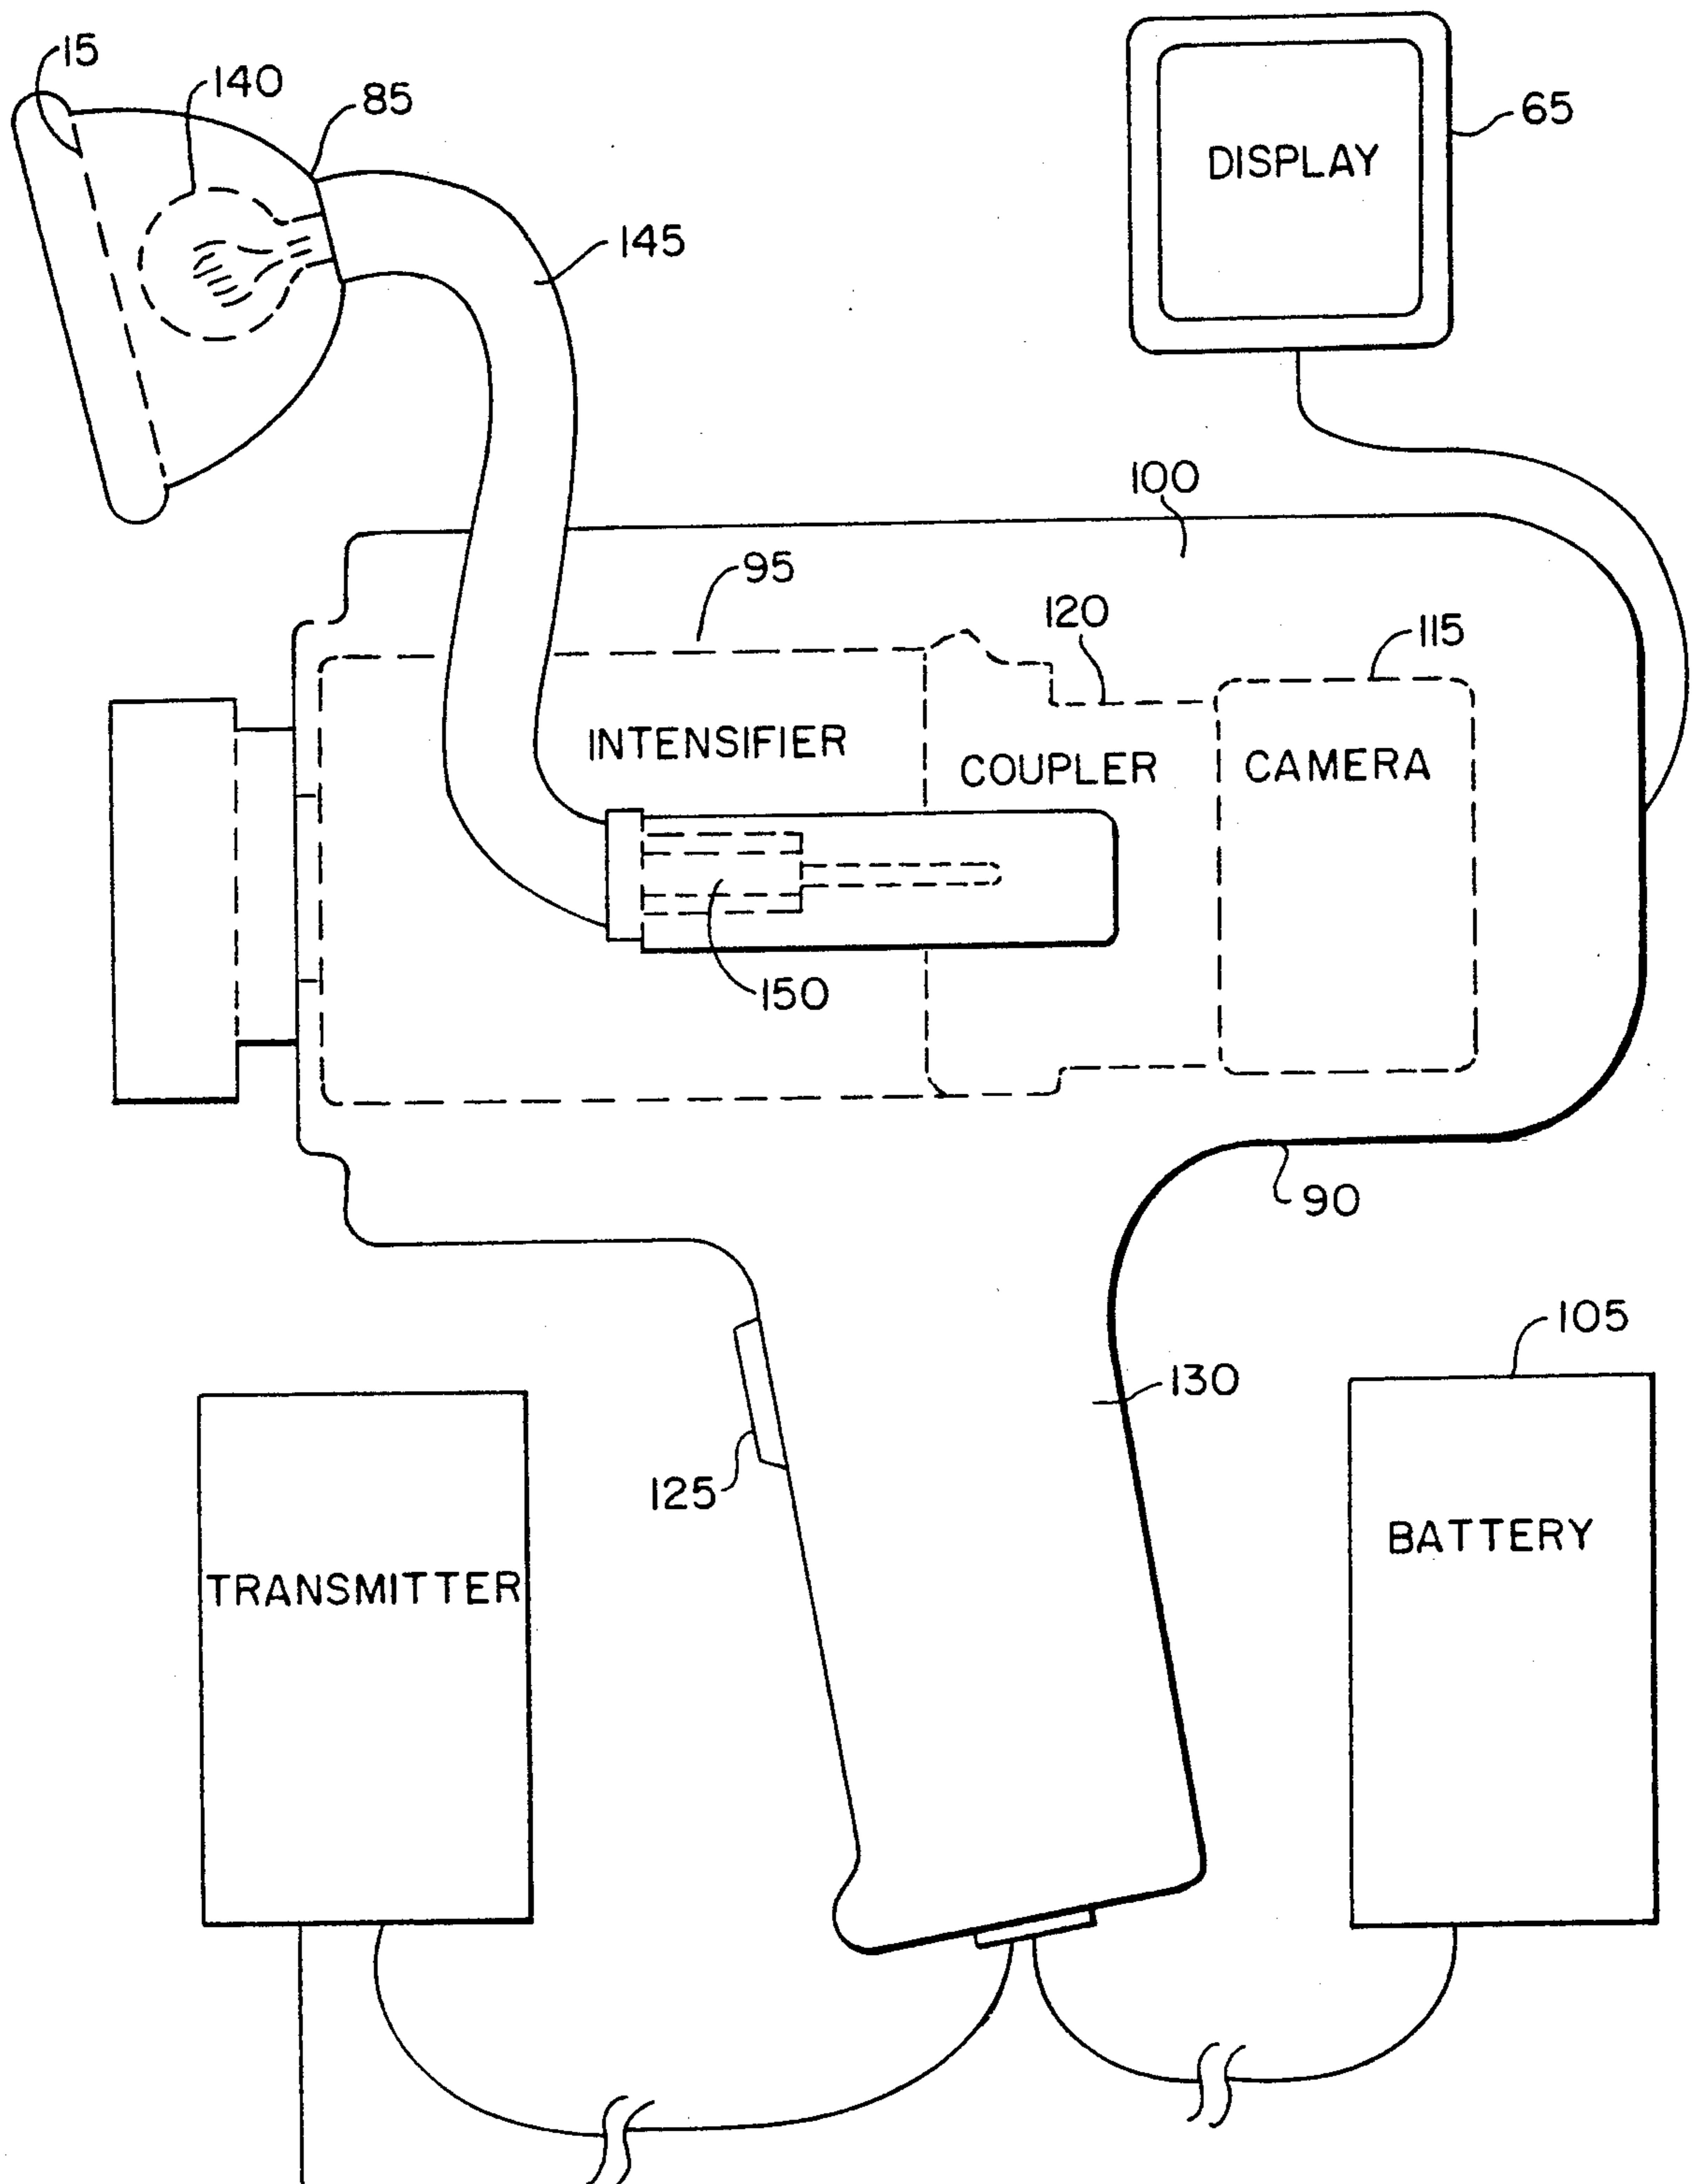 15
140
85
65
DISPLAY
145
100
95
120
115
INTENSIFIER
COUPLER
CAMERA
150
90
105
130
125
BATTERY
TRANSMITTER